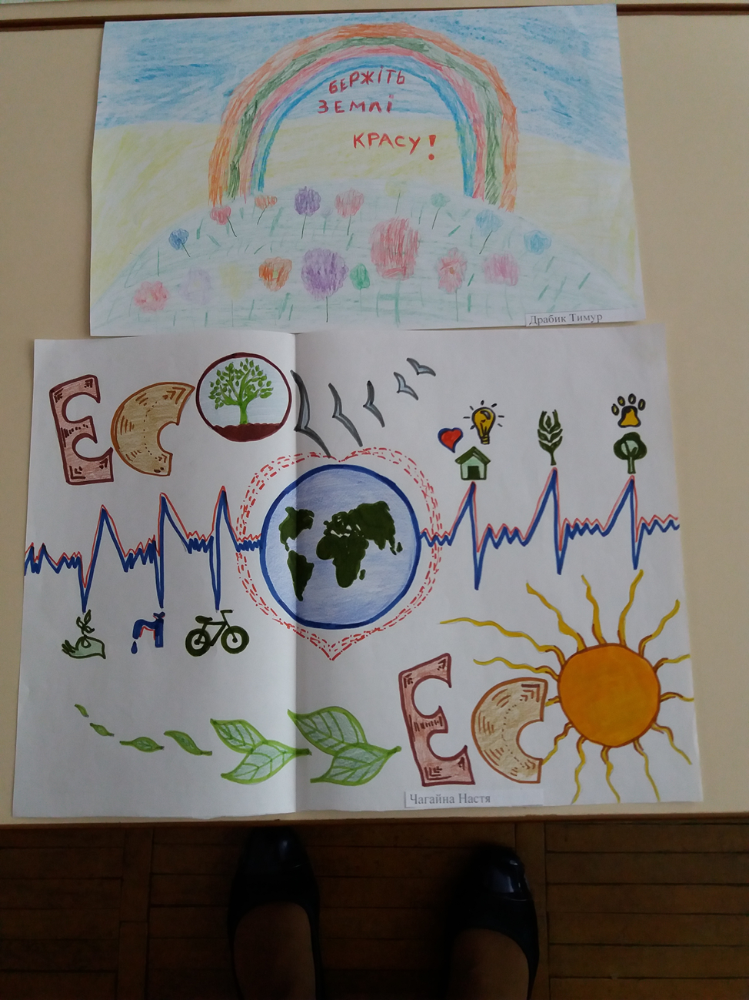 БЕРЖІТЬ
ЗЕМЛІ
КРАСУ!
Драбик Тимур
ECO
ECO
Чагайна Настя